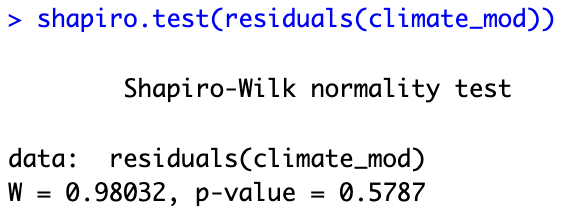 > shapiro.test(residuals(climate_mod))
Shapiro-Wilk normality test
data:  residuals(climate_mod)
W = 0.98032, p-value = 0.5787